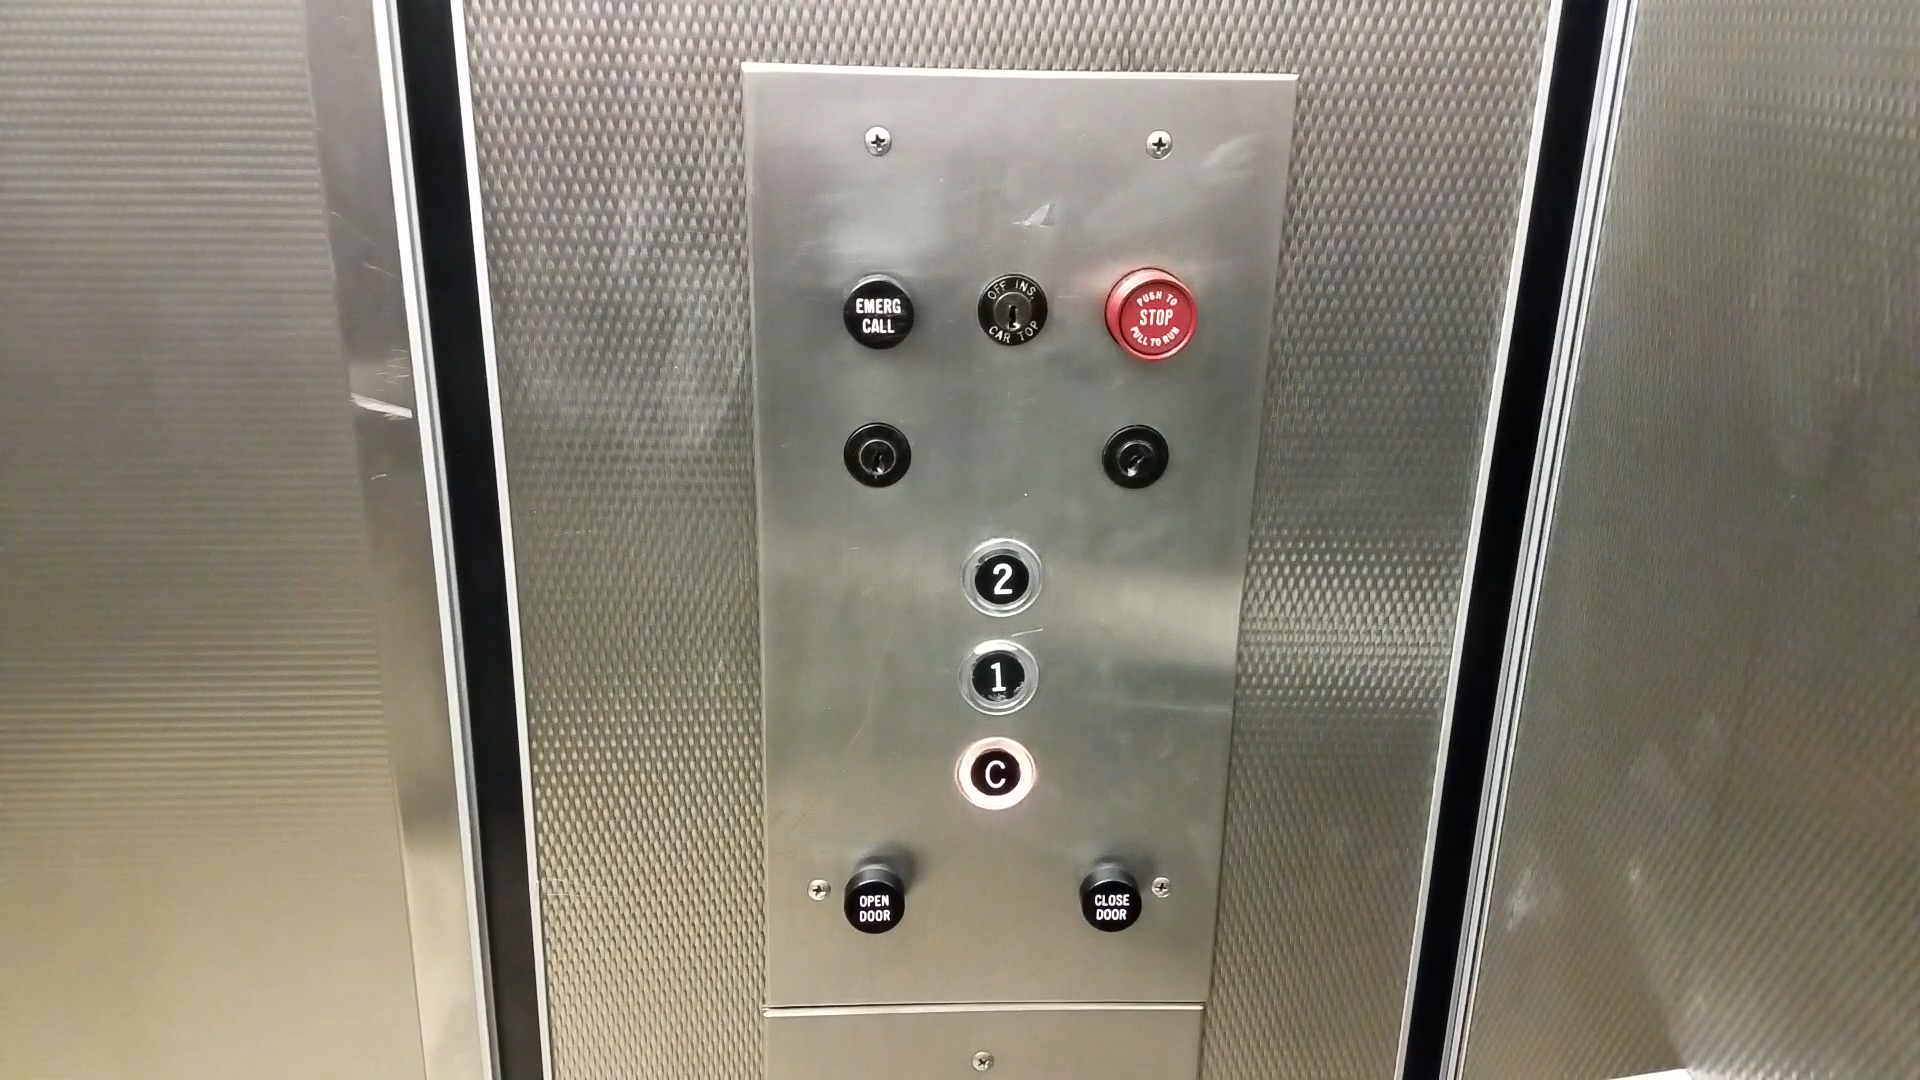 EMERG
CALL
OFF INS.
CAR TOP
PUSH TO
STOP
PULL TO RUN
2
1
C
OPEN
DOOR
CLOSE
DOOR